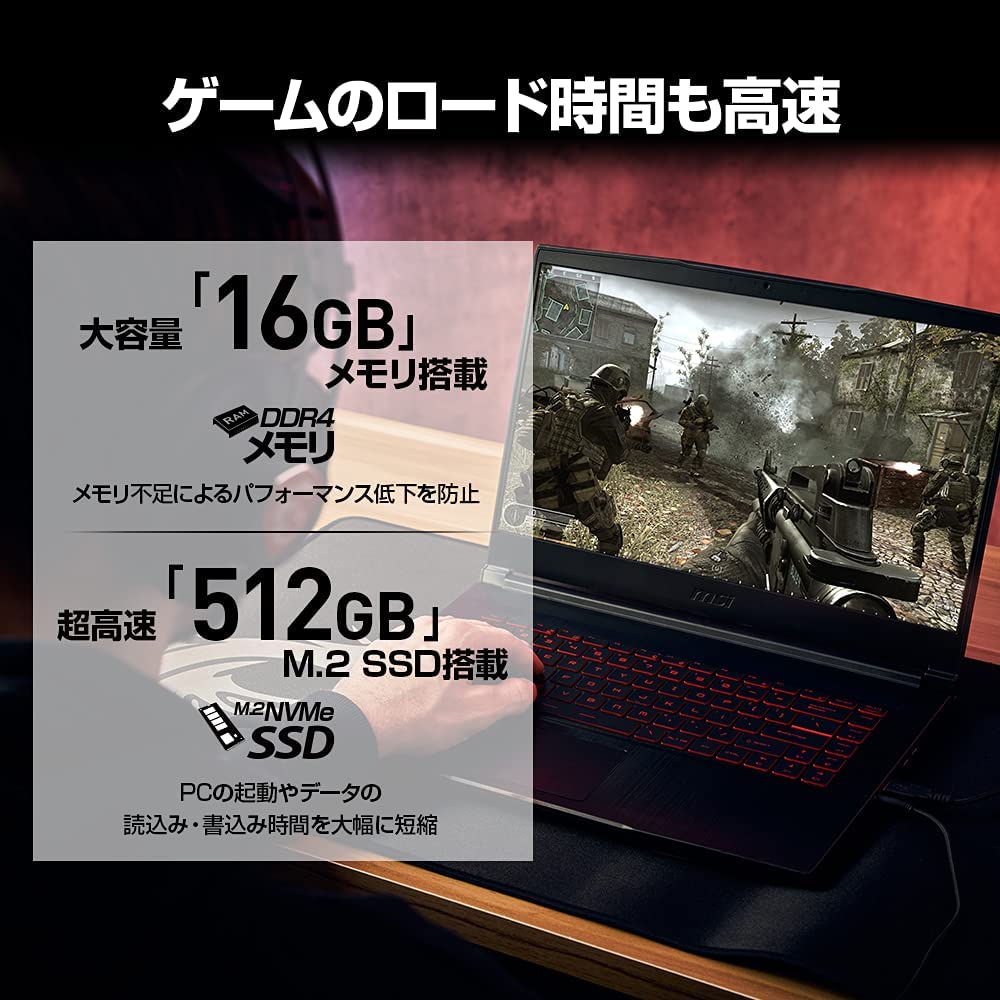 ゲームのロード時間も高速
大容量「16GB」
メモリ搭載
RAM DDR4
メモリ
メモリ不足によるパフォーマンス低下を防止
超高速「512GB」
M.2 SSD搭載
M.2 NVMe
SSD
PCの起動やデータの
読込み・書込み時間を大幅に短縮
msi